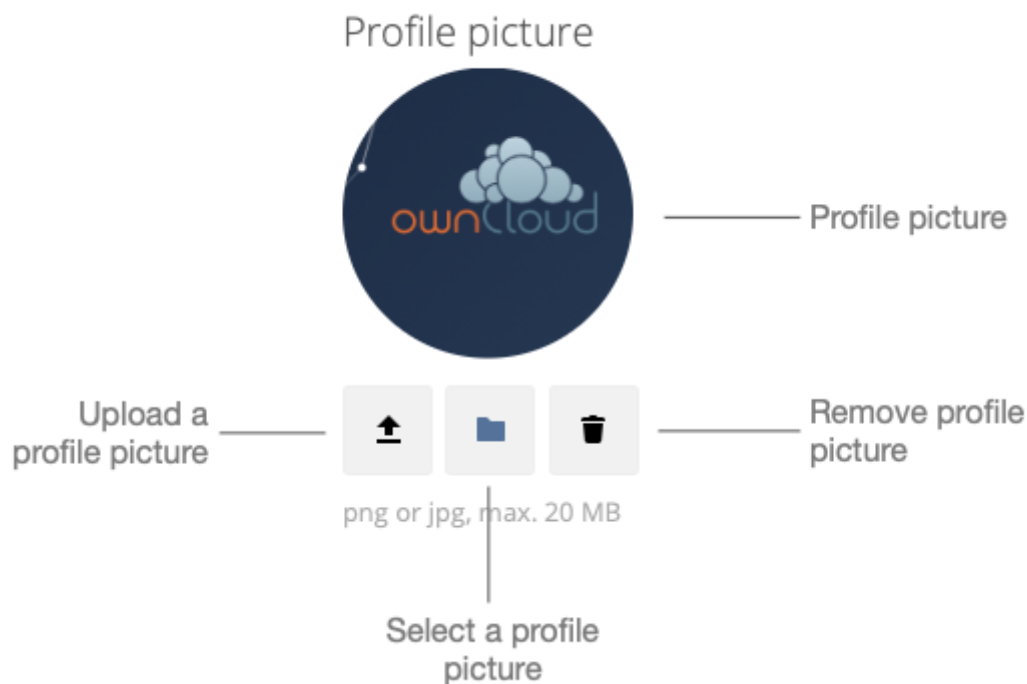 Profile picture
ownCloud
Profile picture
Upload a
profile picture
Remove profile
picture
png or jpg, max. 20 MB
Select a profile
picture